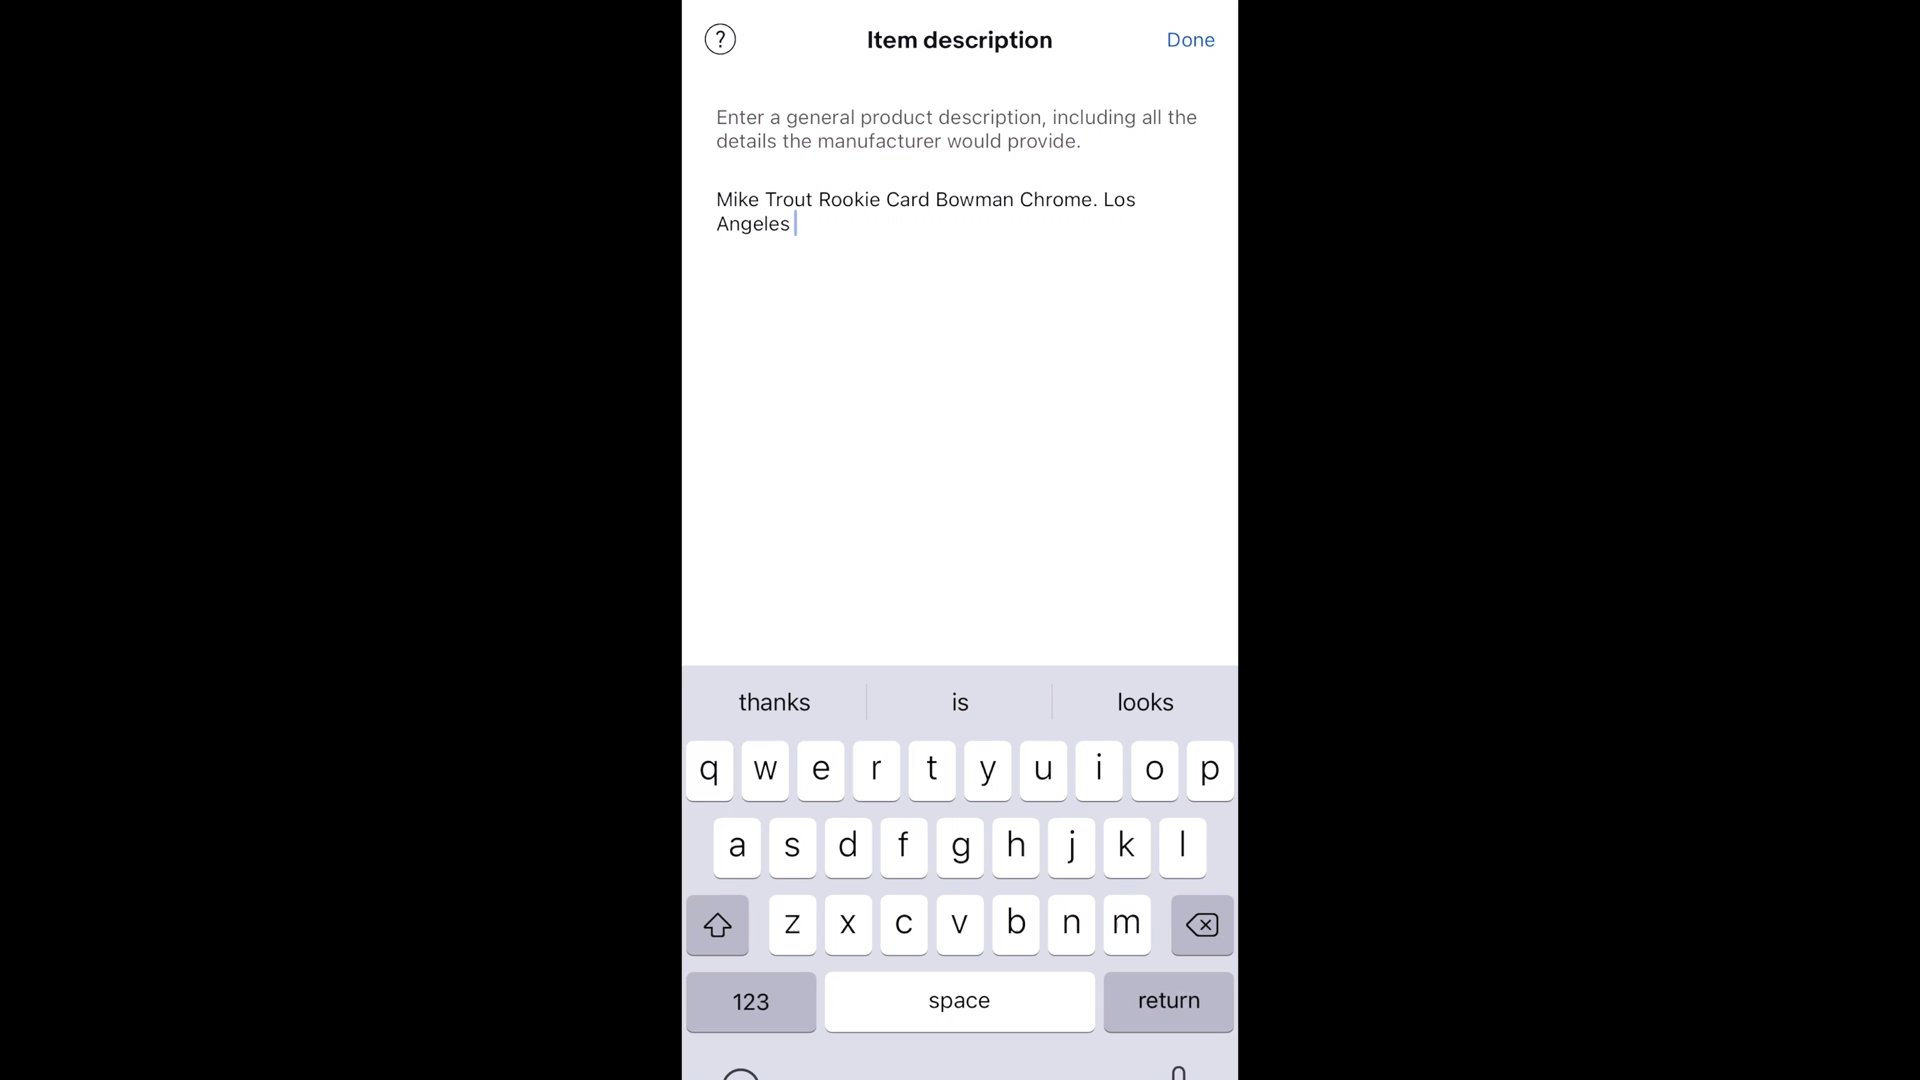 ?
Item description
Done
Enter a general product description, including all the
details the manufacturer would provide.
Mike Trout Rookie Card Bowman Chrome. Los
Angeles
thanks
is
looks
q w e r t y u i o p
a s d f g h j k l
z x c v b n m
123
space
return